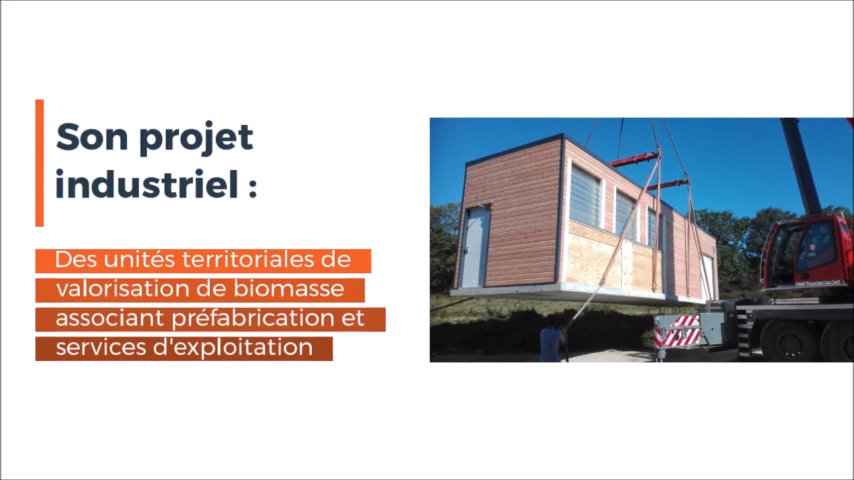 Son projet
industriel :
Des unités territoriales de
valorisation de biomasse
associant préfabrication et
services d'exploitation